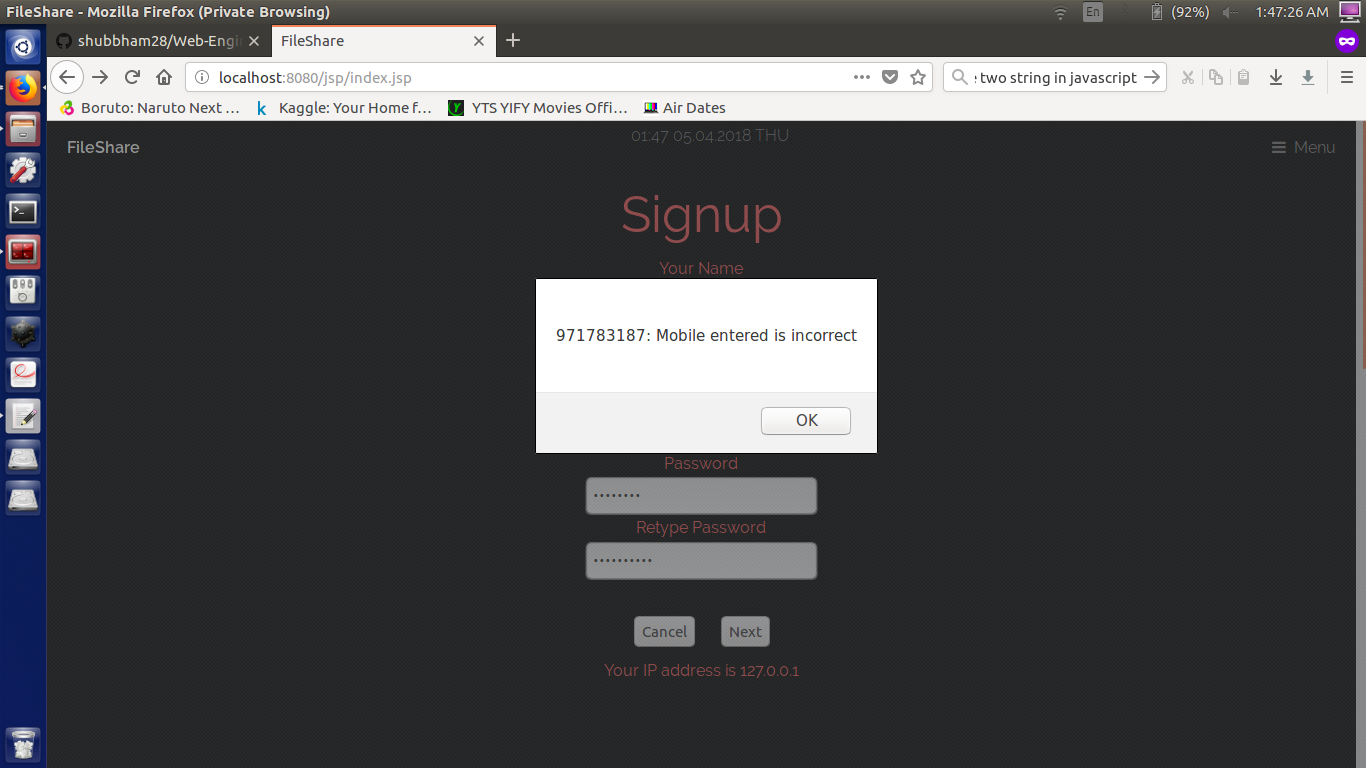 FileShare - Mozilla Firefox (Private Browsing)
En
(92%)
1:47:26 AM
shubbham28/Web-Engi
FileShare
localhost:8080/jsp/index.jsp
two string in javascript
Boruto: Naruto Next ...
k Kaggle: Your Home f...
Y YTS YIFY Movies Offi...
Air Dates
01:47 05.04.2018 THU
FileShare
Menu
Signup
Your Name
971783187: Mobile entered is incorrect
OK
Password
Retype Password
Cancel
Next
Your IP address is 127.0.0.1